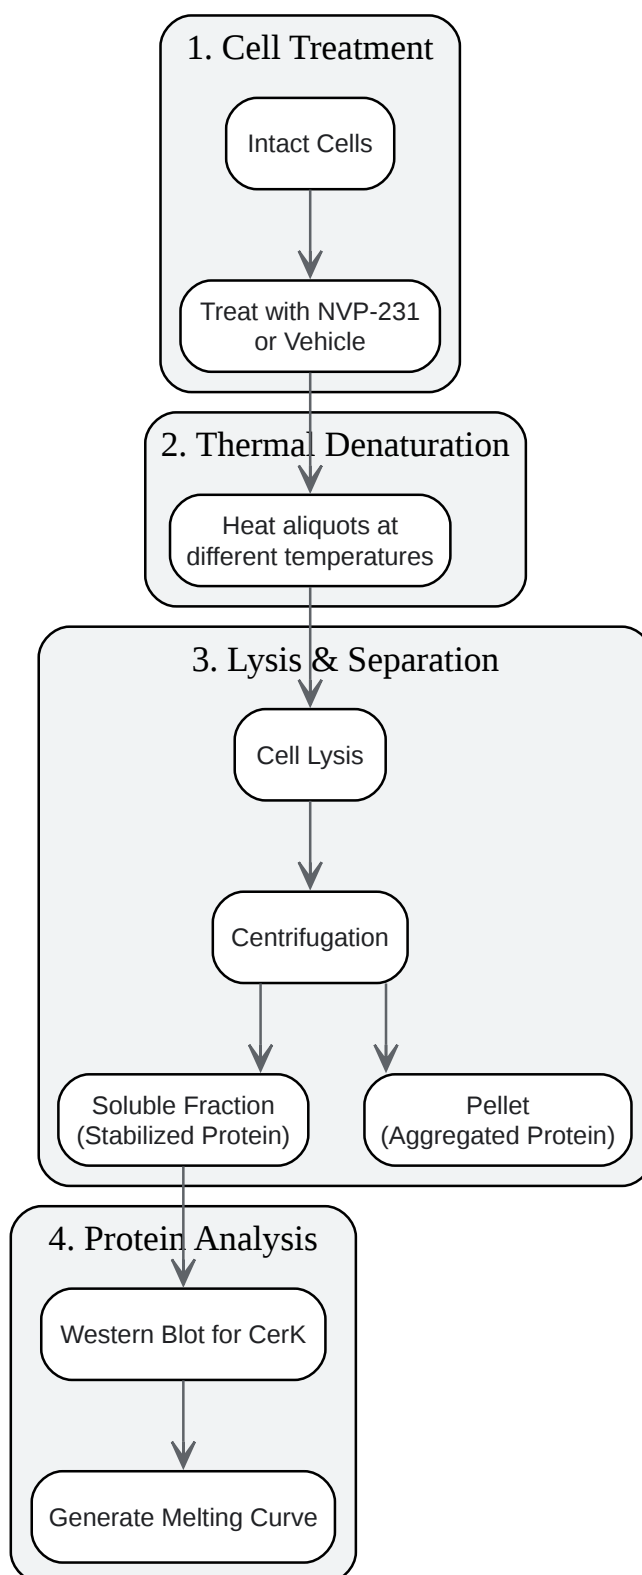 1. Cell Treatment
Intact Cells
Treat with NVP-231
or Vehicle
2. Thermal Denaturation
Heat aliquots at
different temperatures
3. Lysis & Separation
Cell Lysis
Centrifugation
Soluble Fraction
(Stabilized Protein)
Pellet
(Aggregated Protein)
4. Protein Analysis
Western Blot for CerK
Generate Melting Curve